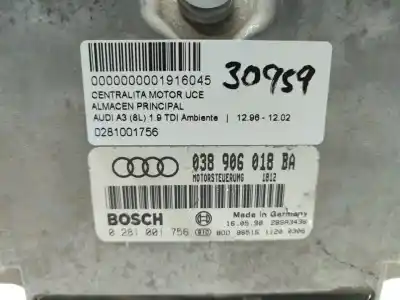 0000000001916045
30959
CENTRALITA MOTOR UCE
ALMACEN PRINCIPAL
AUDI A3 (8L) 1.9 TDI Ambiente | 12.96 - 12.02
0281001756
038 906 018 BA
MOTORSTEUERUNG 1012
BOSCH
Made in Germany
0 281 001 756